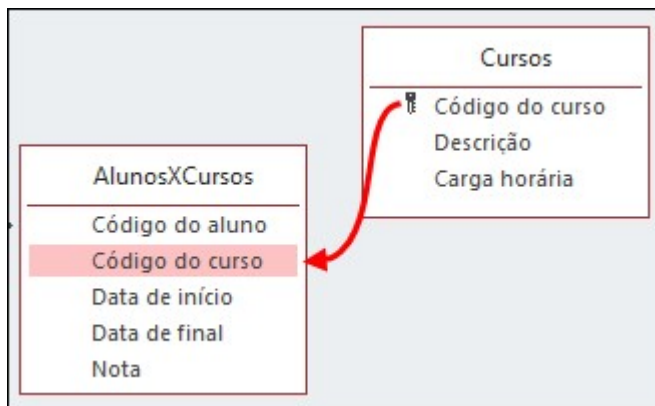 Cursos
Código do curso
Descrição
Carga horária
AlunosXCursos
Código do aluno
Código do curso
Data de início
Data de final
Nota